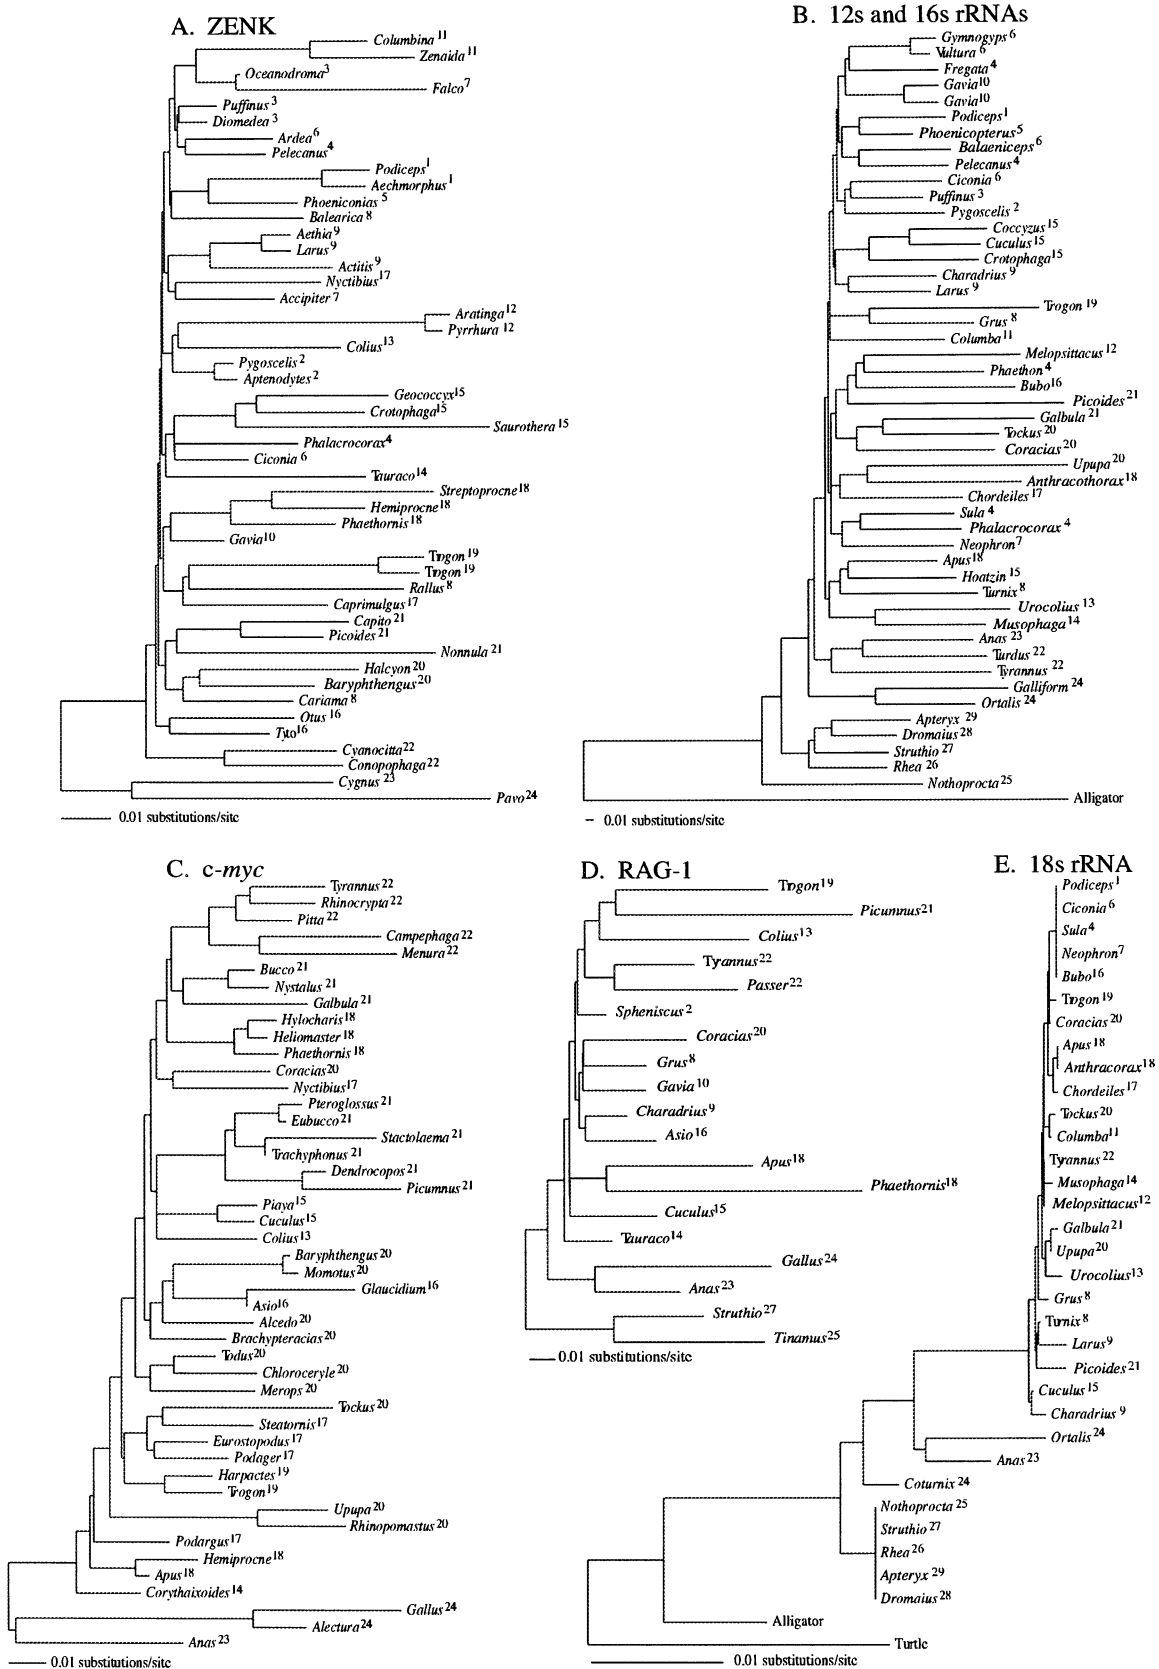 A. ZENK
Columbina 11
Zenaida 11
Oceanodroma 3
Falco 7
Puffinus 3
Diomedea 3
Ardea 6
Pelecanus 4
Podiceps 1
Aechmorphus 1
Phoeniconias 5
Balearica 8
Aethia 9
Larus 9
Actitis 9
Nyctibius 17
Accipiter 7
Aratinga 12
Pyrrhura 12
Colius 13
Pygoscelis 2
Aptenodytes 2
Geococcyx 15
Crotophaga 15
Saurothera 15
Phalacrocorax 4
Ciconia 6
Tauraco 14
Streptoprocne 18
Hemiprocne 18
Phaethornis 18
Gavia 10
Trogon 19
Trogon 19
Rallus 8
Caprimulgus 17
Capito 21
Picoides 21
Nonnula 21
Halcyon 20
Baryphthengus 20
Cariama 8
Otus 16
Tyto 16
Cyanocitta 22
Conopophaga 22
Cygnus 23
Pavo 24
0.01 substitutions/site
B. 12s and 16s rRNAs
Gymnogyps 6
Vultura 6
Fregata 4
Gavia 10
Gavia 10
Podiceps 1
Phoenicopterus 5
Balaeniceps 6
Pelecanus 4
Ciconia 6
Puffinus 3
Pygoscelis 2
Coccyzus 15
Cuculus 15
Crotophaga 15
Charadrius 9
Larus 9
Trogon 19
Grus 8
Columba 11
Melopsittacus 12
Phaethon 4
Bubo 16
Picoides 21
Galbula 21
Tockus 20
Coracias 20
Upupa 20
Anthracothorax 18
Chordeiles 17
Sula 4
Phalacrocorax 4
Neophron 7
Apus 18
Hoatzin 15
Turnix 8
Urocolius 13
Musophaga 14
Anas 23
Turdus 22
Tyrannus 22
Galliform 24
Ortalis 24
Apteryx 29
Dromaius 28
Struthio 27
Rhea 26
Nothoprocta 25
Alligator
0.01 substitutions/site
C. c-myc
Tyrannus 22
Rhinocrypta 22
Pitta 22
Campephaga 22
Menura 22
Bucco 21
Nystalus 21
Galbula 21
Hylocharis 18
Heliomaster 18
Phaethornis 18
Coracias 20
Nyctibius 17
Pteroglossus 21
Eubucco 21
Stactolaema 21
Trachyphonus 21
Dendrocopos 21
Picumnus 21
Piaya 15
Cuculus 15
Colius 13
Baryphthengus 20
Momotus 20
Glaucidium 16
Asio 16
Alcedo 20
Brachypteracias 20
Todus 20
Chloroceryle 20
Merops 20
Tockus 20
Steatornis 17
Eurostopodus 17
Podager 17
Harpactes 19
Trogon 19
Upupa 20
Rhinopomastus 20
Podargus 17
Hemiprocne 18
Apus 18
Corythaixoides 14
Gallus 24
Alectura 24
Anas 23
0.01 substitutions/site
D. RAG-1
Trogon 19
Picumnus 21
Colius 13
Tyrannus 22
Passer 22
Spheniscus 2
Coracias 20
Grus 8
Gavia 10
Charadrius 9
Asio 16
Apus 18
Phaethornis 18
Cuculus 15
Tauraco 14
Gallus 24
Anas 23
Struthio 27
Tinamus 25
0.01 substitutions/site
E. 18s rRNA
Podiceps 1
Ciconia 6
Sula 4
Neophron 7
Bubo 16
Trogon 19
Coracias 20
Apus 18
Anthracorax 18
Chordeiles 17
Tockus 20
Columba 11
Tyrannus 22
Musophaga 14
Melopsittacus 12
Galbula 21
Upupa 20
Urocolius 13
Grus 8
Turnix 8
Larus 9
Picoides 21
Cuculus 15
Charadrius 9
Ortalis 24
Anas 23
Coturnix 24
Nothoprocta 25
Struthio 27
Rhea 26
Apteryx 29
Dromaius 28
Alligator
Turtle
0.01 substitutions/site